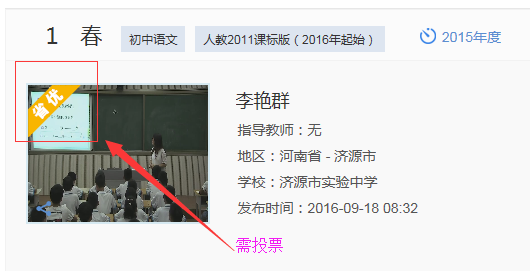 1 春 初中语文 人教2011课标版（2016年起始） 2015年度
省优
李艳群
指导教师：无
地区：河南省 - 济源市
学校：济源市实验中学
发布时间：2016-09-18 08:32
需投票